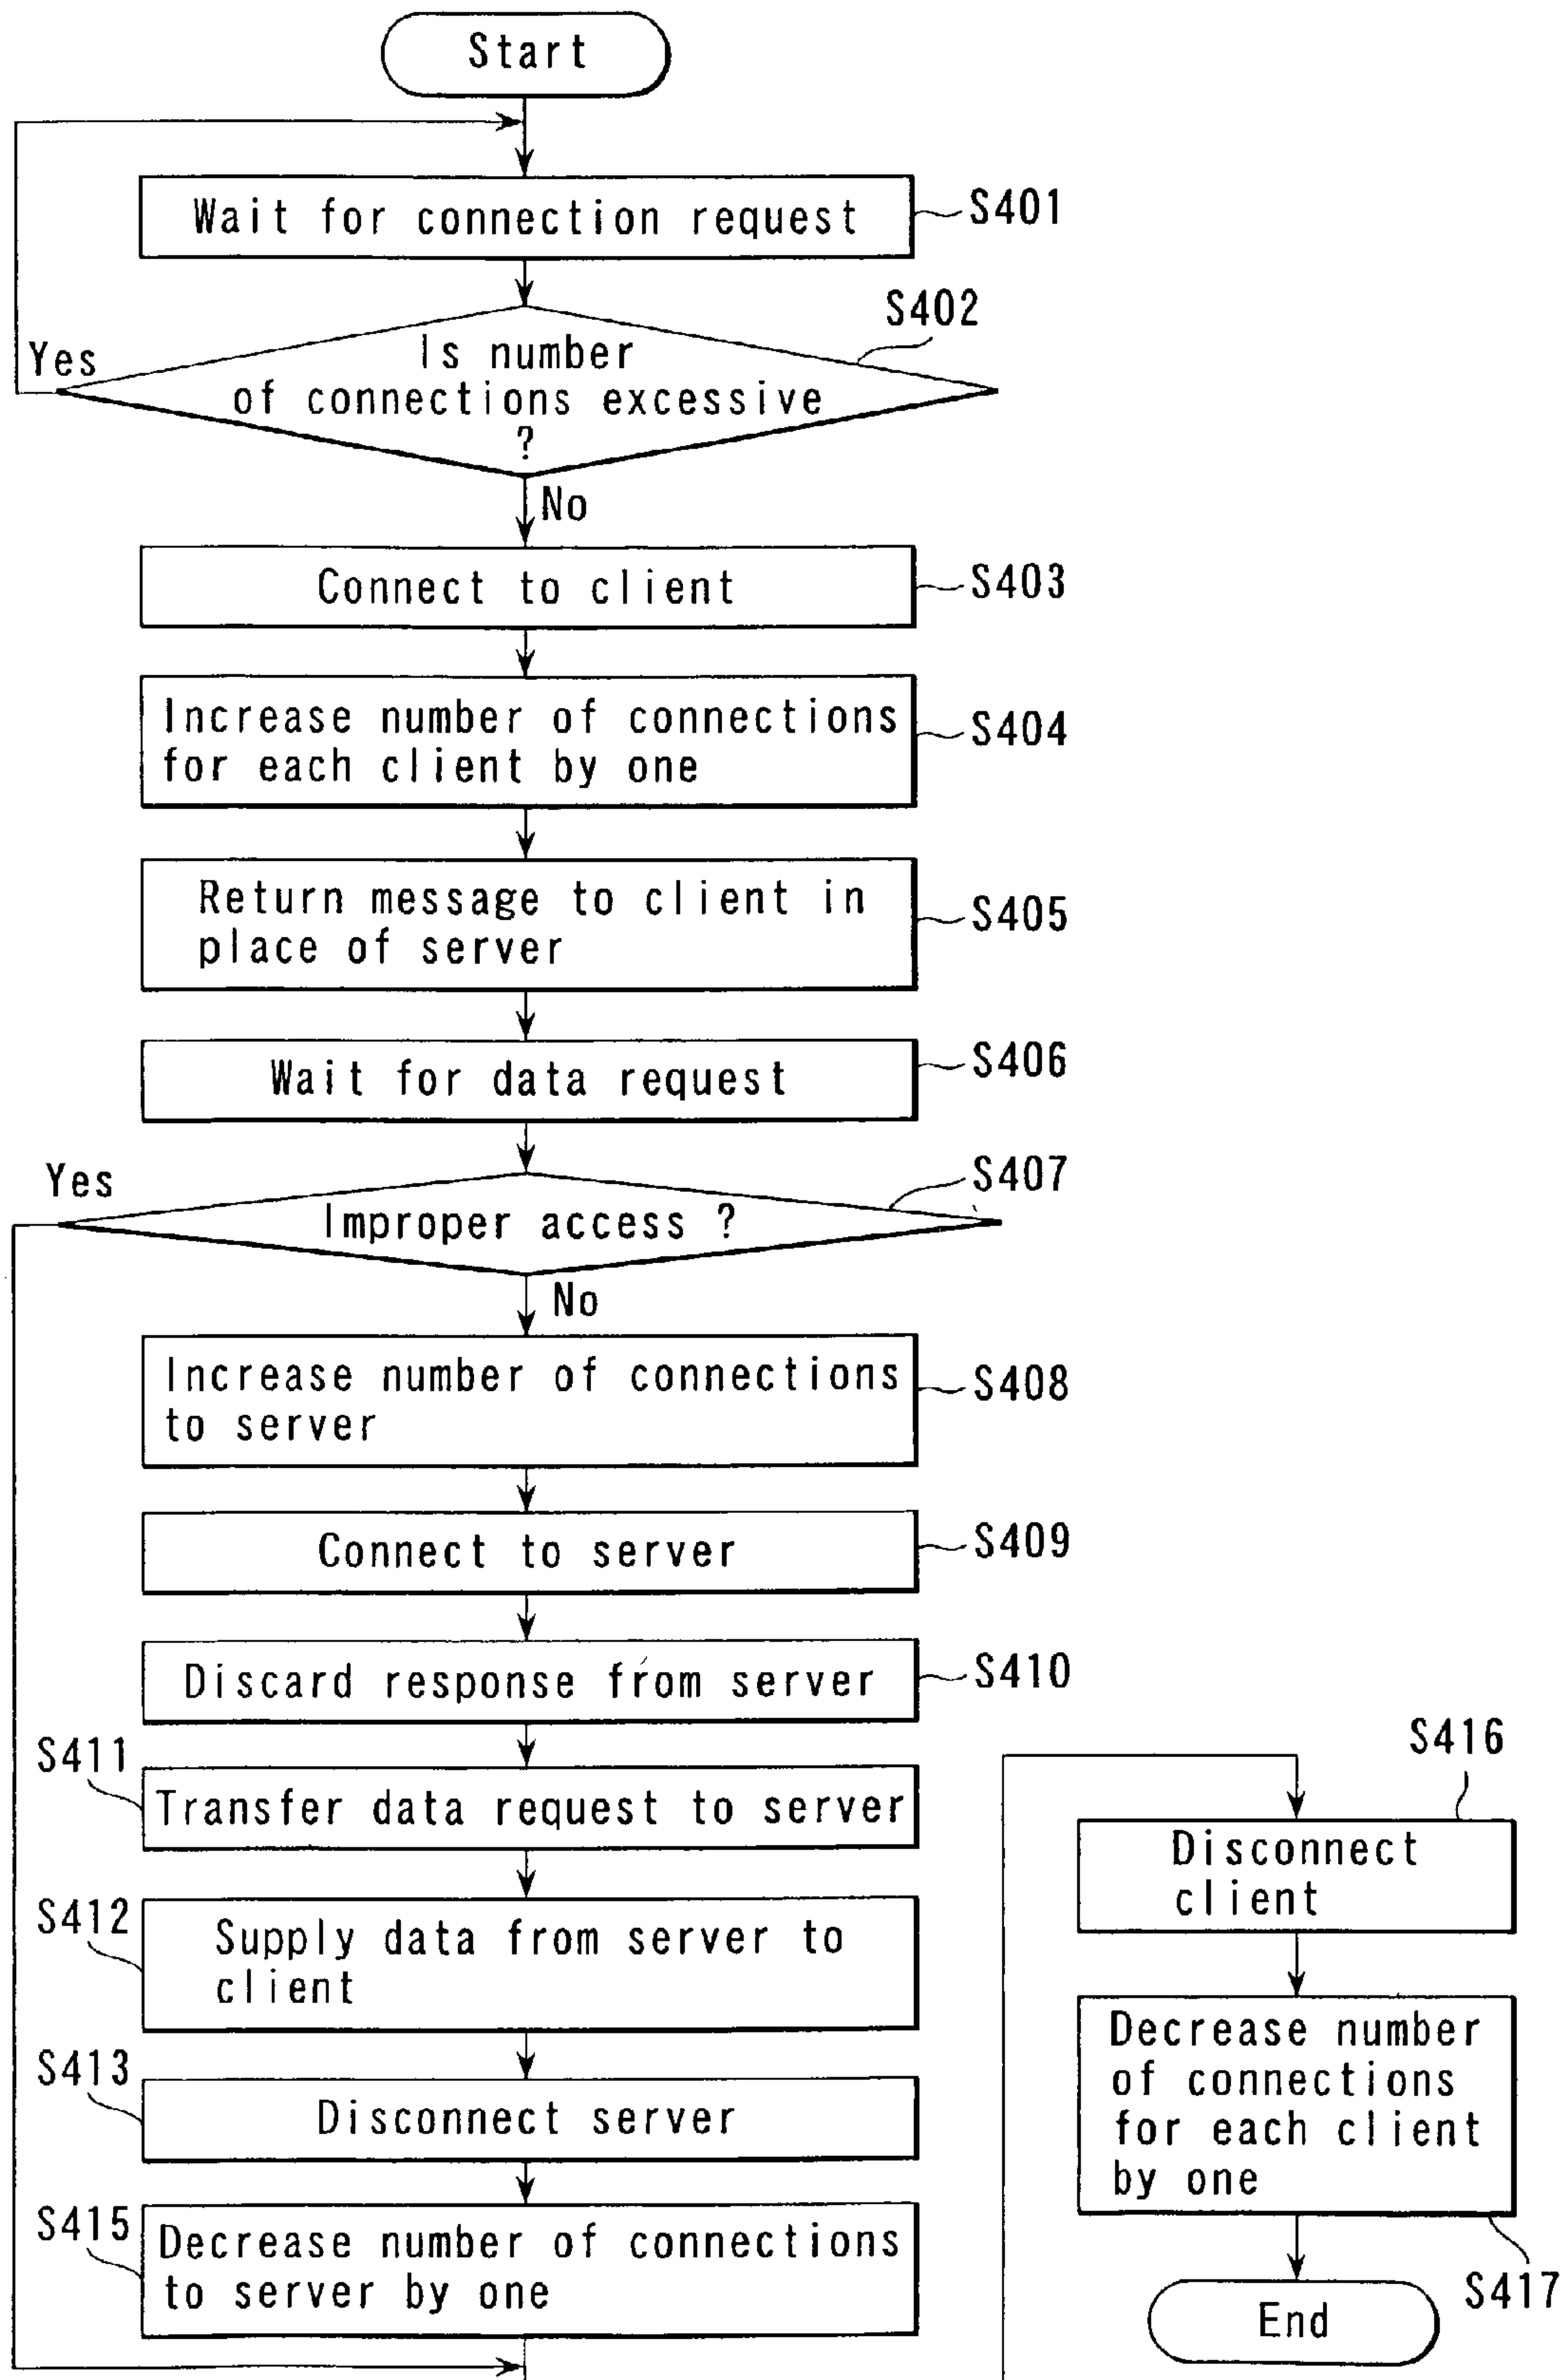 Start
Wait for connection request
S401
S402
Yes
Is number
of connections excessive
?
No
Connect to client
S403
Increase number of connections
for each client by one
S404
Return message to client in
place of server
S405
Wait for data request
S406
Yes
S407
Improper access ?
No
Increase number of connections
to server
S408
Connect to server
S409
Discard response from server
S410
S411
Transfer data request to server
S412
Supply data from server to
client
S413
Disconnect server
S415
Decrease number of connections
to server by one
S416
Disconnect
client
Decrease number
of connections
for each client
by one
S417
End